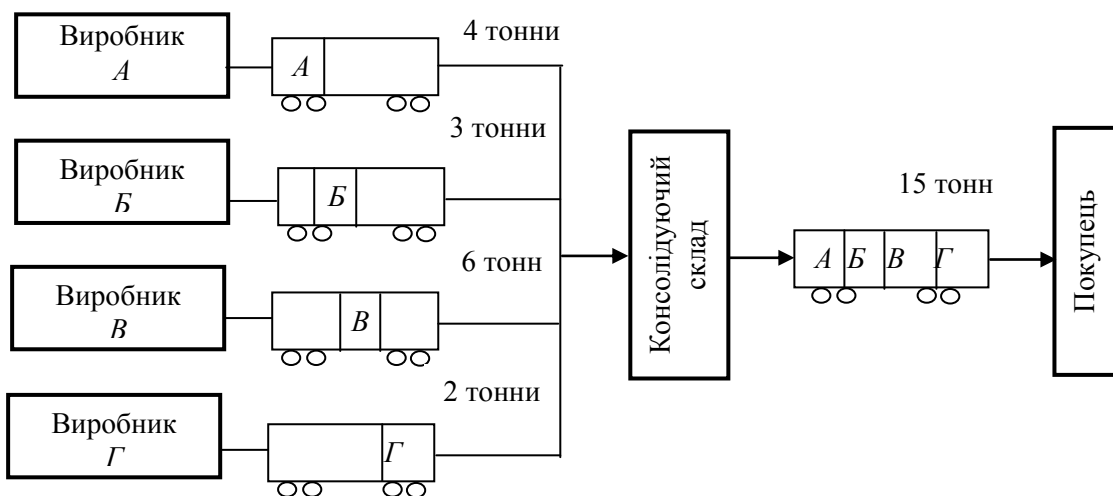 Виробник
А
А
4 тонни
Виробник
Б
Б
3 тонни
Виробник
В
В
6 тонн
Виробник
Г
Г
2 тонни
Консолідуючий
склад
15 тонн
А Б В Г
Покупець